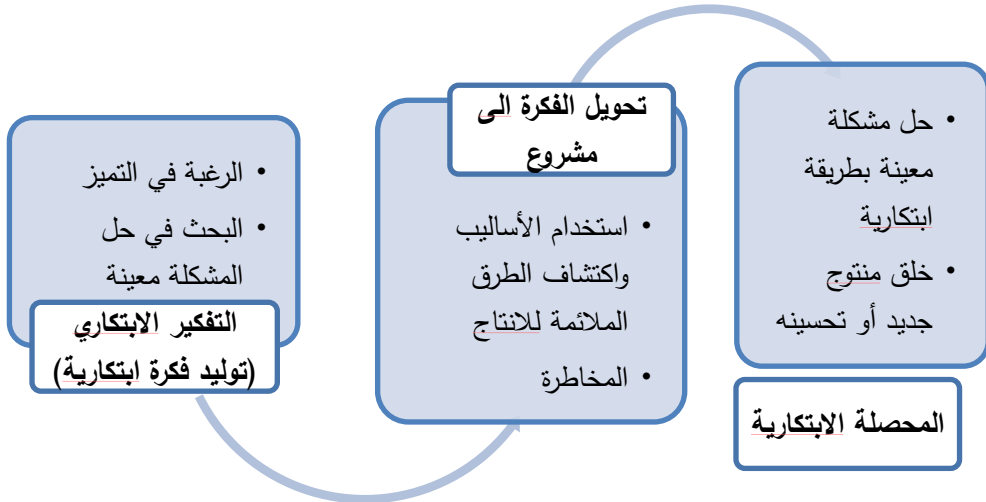 • الرغبة في التميز
• البحث في حل
المشكلة معينة
التفكير الابتكاري
(توليد فكرة ابتكارية)
تحويل الفكرة الى
مشروع
• استخدام الأساليب
واكتشاف الطرق
الملائمة للانتاج
• المخاطرة
• حل مشكلة
معينة بطريقة
ابتكارية
• خلق منتوج
جديد أو تحسينه
المحصلة الابتكارية